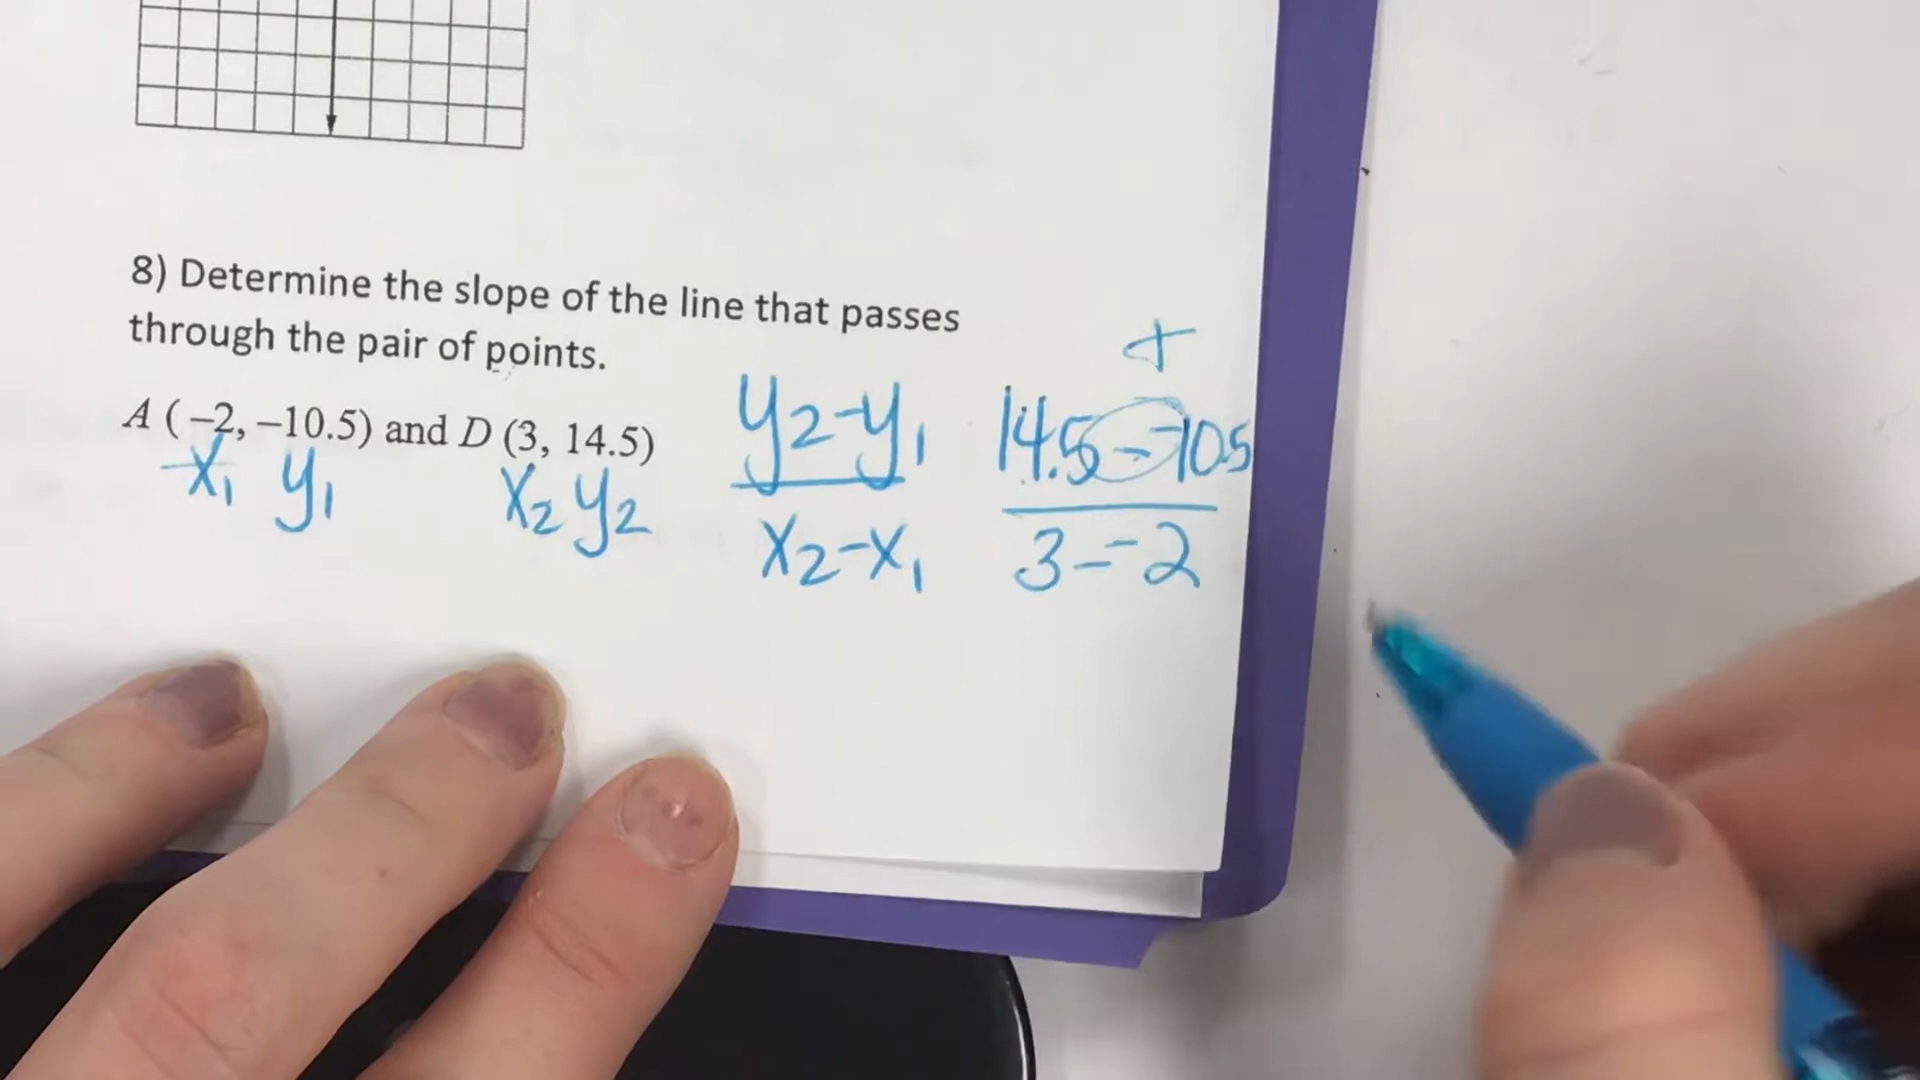 8) Determine the slope of the line that passes
through the pair of points.
A (−2, −10.5) and D (3, 14.5)
x₁ y₁ x₂ y₂
y₂-y₁
x₂-x₁
+
14.5--10.5
3--2